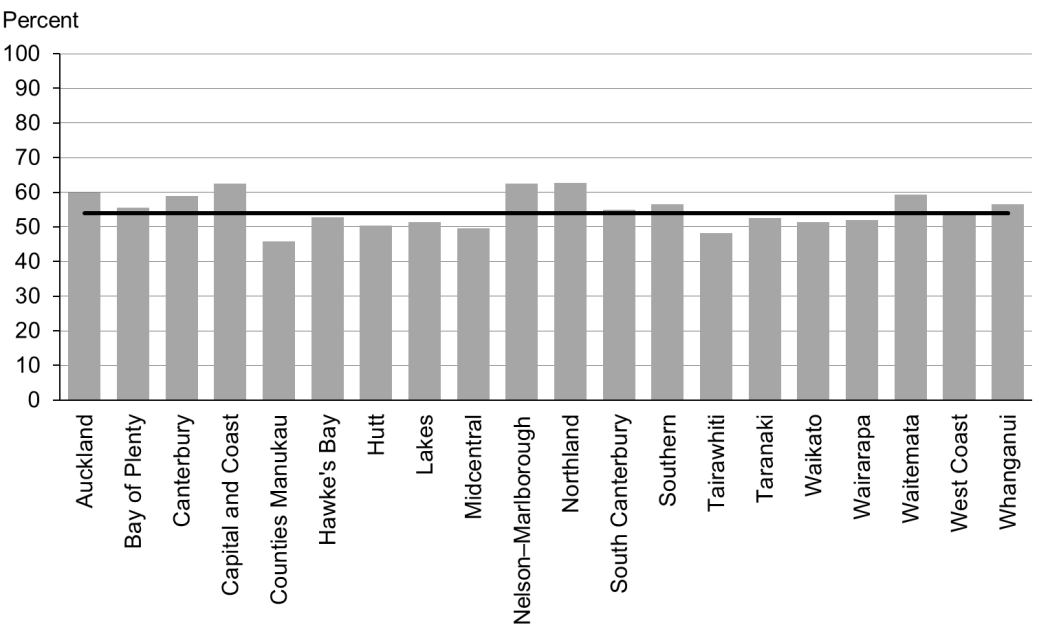 Percent
100
90
80
70
60
50
40
30
20
10
0
Auckland
Bay of Plenty
Canterbury
Capital and Coast
Counties Manukau
Hawke's Bay
Hutt
Lakes
Midcentral
Nelson–Marlborough
Northland
South Canterbury
Southern
Tairawhiti
Taranaki
Waikato
Wairarapa
Waitemata
West Coast
Whanganui